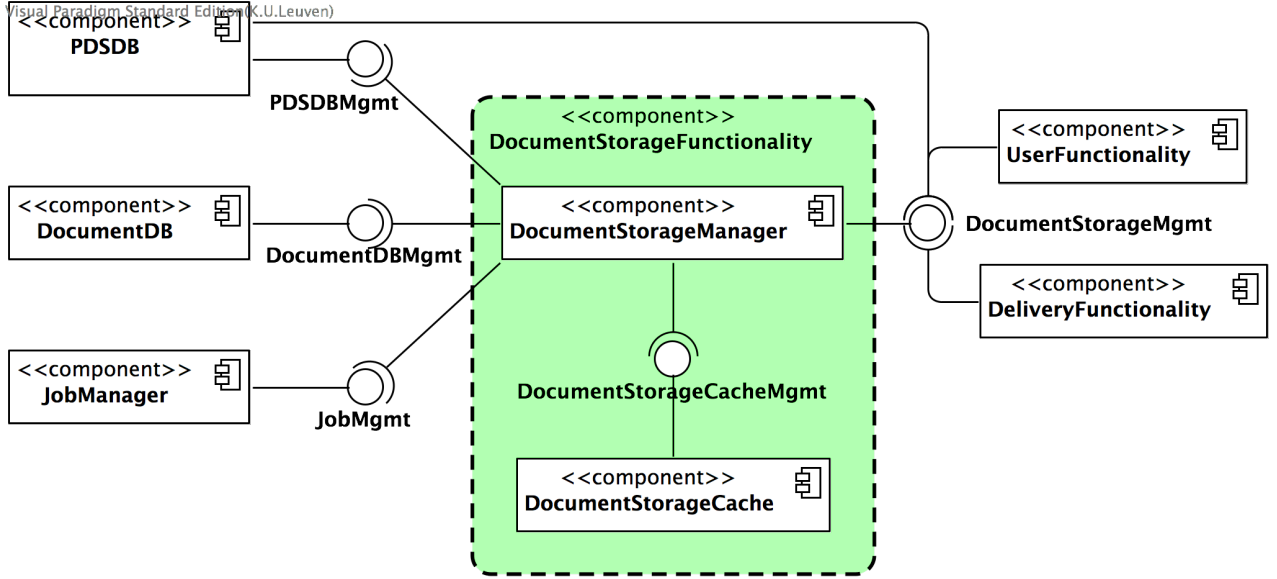 Visual Paradigm Standard Edition(K.U.Leuven)
<<component>>
PDSDB
PDSDBMgmt
<<component>>
DocumentStorageFunctionality
<<component>>
UserFunctionality
<<component>>
DocumentDB
DocumentDBMgmt
<<component>>
DocumentStorageManager
DocumentStorageMgmt
<<component>>
DeliveryFunctionality
<<component>>
JobManager
JobMgmt
DocumentStorageCacheMgmt
<<component>>
DocumentStorageCache